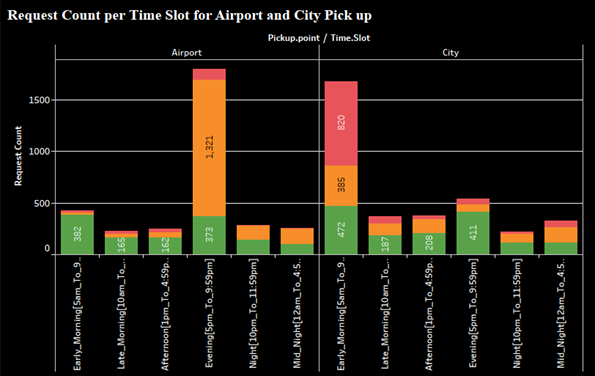 Request Count per Time Slot for Airport and City Pick up
Pickup.point / Time.Slot
Airport
City
Request Count
1500
1000
500
0
382
165
162
1,321
373
820
385
472
187
208
411
Early_Morning[5am_To_9..
Late_Morning[10am_To_..
Afternoon[1pm_To_4:59p..
Evening[5pm_To_9:59pm]
Night[10pm_To_11:59pm]
Mid_Night[12am_To_4:5..
Early_Morning[5am_To_9..
Late_Morning[10am_To_..
Afternoon[1pm_To_4:59p..
Evening[5pm_To_9:59pm]
Night[10pm_To_11:59pm]
Mid_Night[12am_To_4:5..